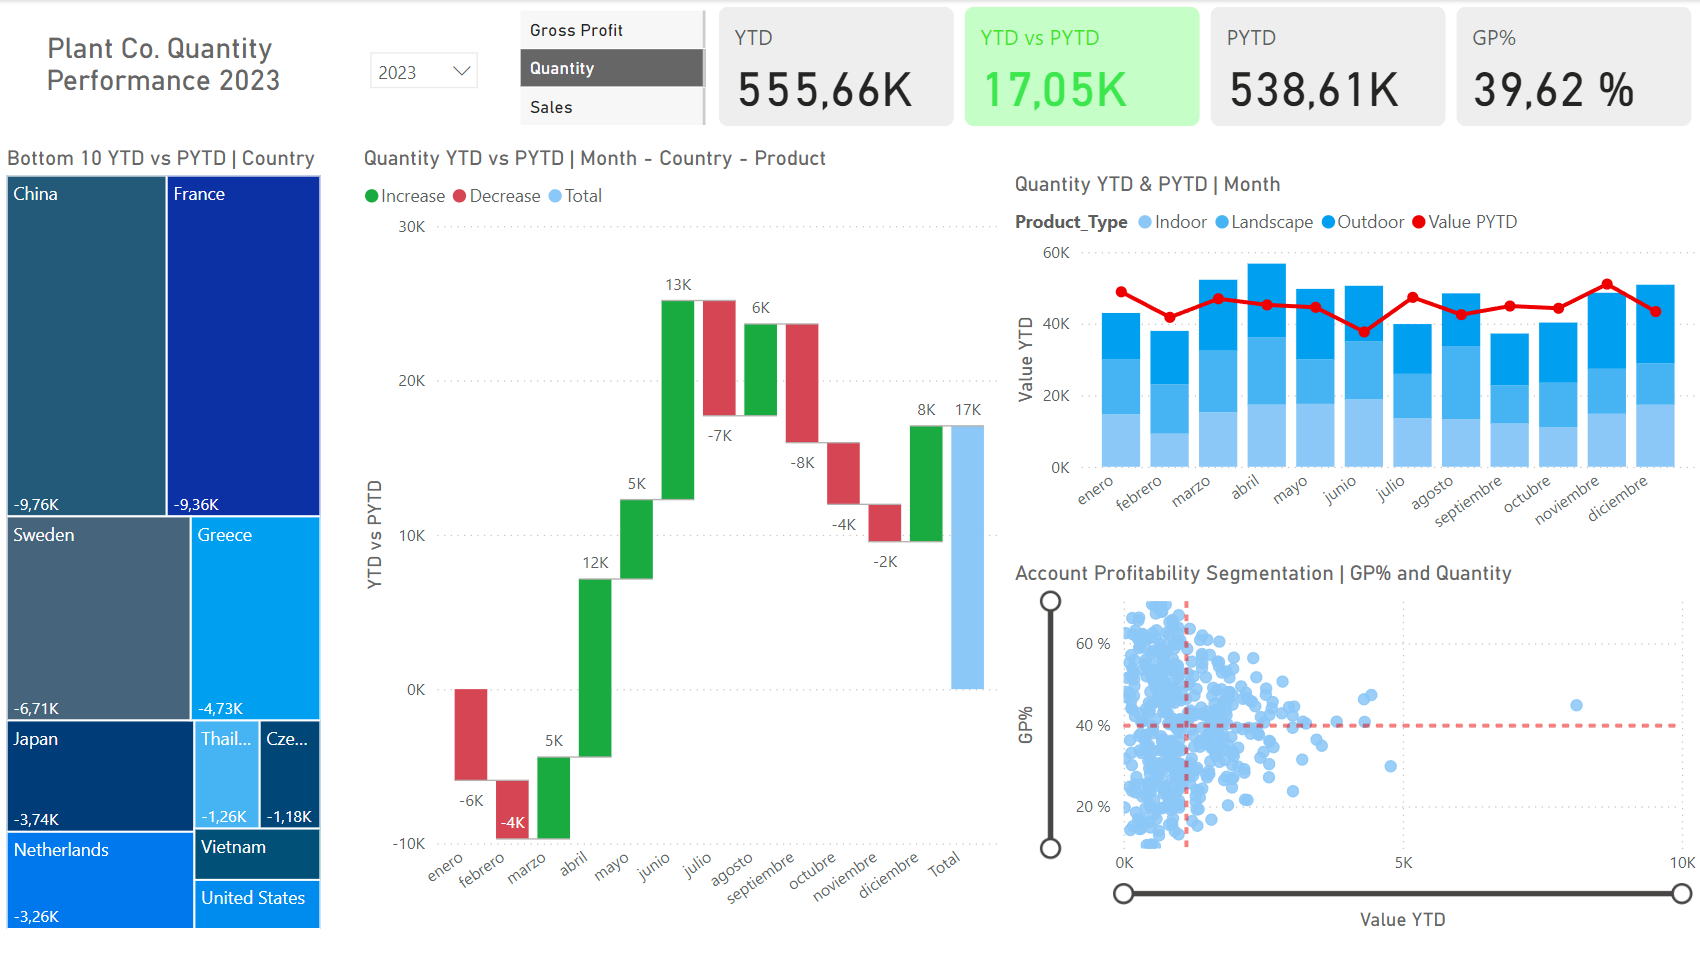 Plant Co. Quantity
Performance 2023
2023
Gross Profit
Quantity
Sales
YTD
555,66K
YTD vs PYTD
17,05K
PYTD
538,61K
GP%
39,62 %
Bottom 10 YTD vs PYTD | Country
China
-9,76K
France
-9,36K
Sweden
-6,71K
Greece
-4,73K
Japan
-3,74K
Thail...
-1,26K
Cze...
-1,18K
Netherlands
-3,26K
Vietnam
United States
Quantity YTD vs PYTD | Month - Country - Product
Increase Decrease Total
YTD vs PYTD
30K
20K
10K
0K
-10K
-6K
-4K
5K
12K
5K
13K
-7K
6K
-8K
-4K
-2K
8K
17K
enero
febrero
marzo
abril
mayo
junio
julio
agosto
septiembre
octubre
noviembre
diciembre
Total
Quantity YTD & PYTD | Month
Product_Type Indoor Landscape Outdoor Value PYTD
Value YTD
60K
40K
20K
0K
enero
febrero
marzo
abril
mayo
junio
julio
agosto
septiembre
octubre
noviembre
diciembre
Account Profitability Segmentation | GP% and Quantity
GP%
60 %
40 %
20 %
0K
5K
10K
Value YTD